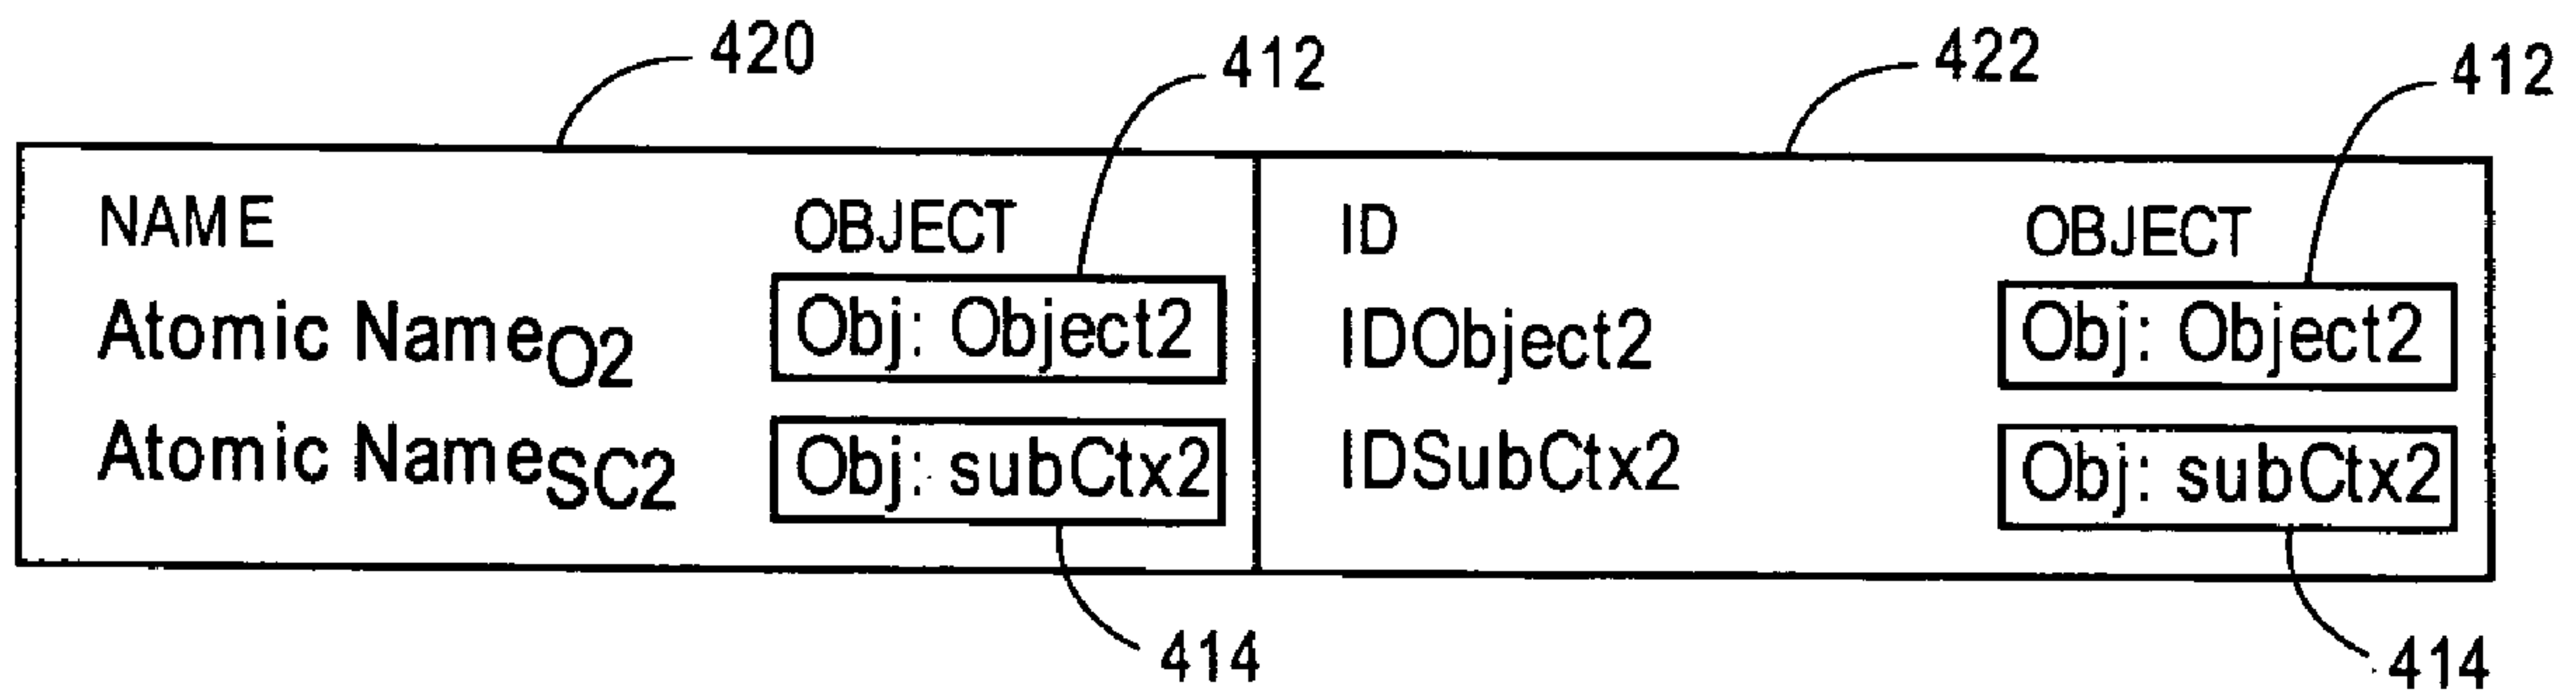 420 412 422 412
NAME OBJECT ID OBJECT
Atomic NameO2 Obj: Object2 IDObject2 Obj: Object2
Atomic NameSC2 Obj: subCtx2 IDSubCtx2 Obj: subCtx2
414 414